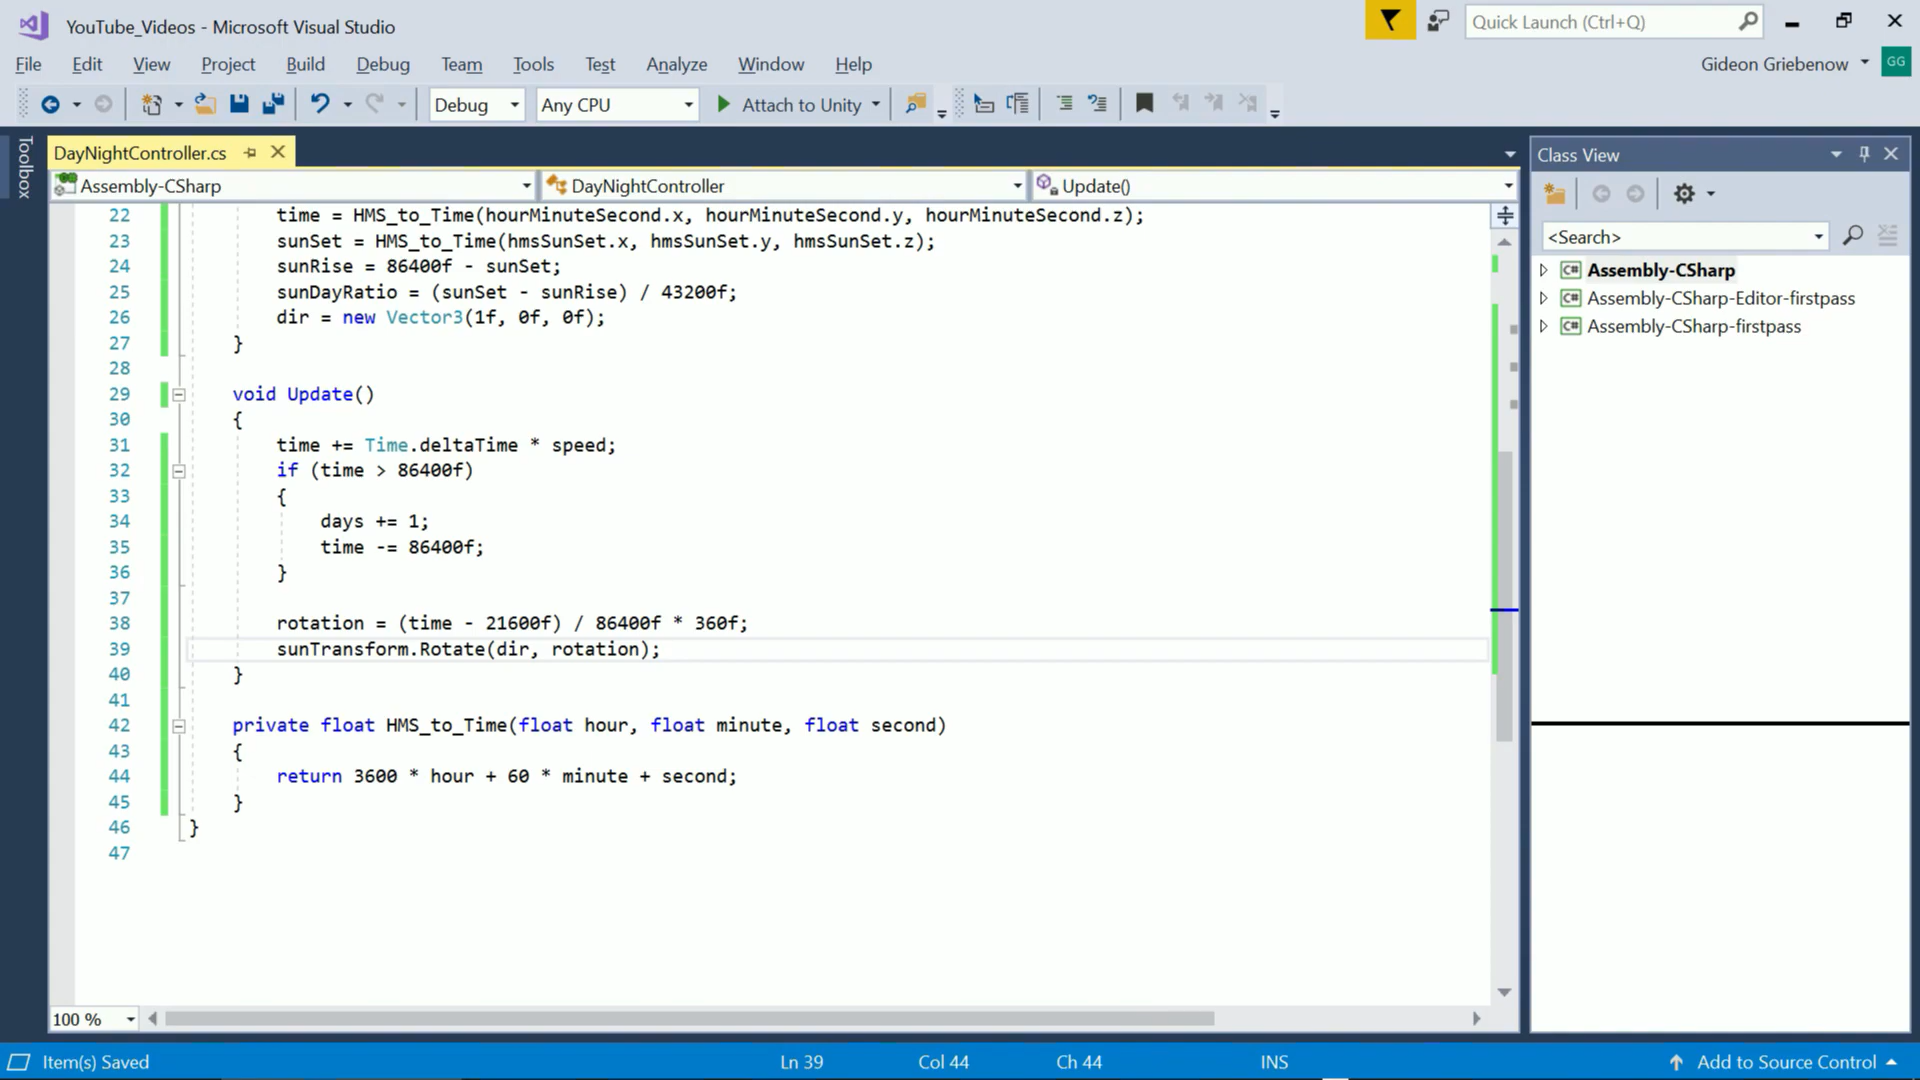 YouTube_Videos - Microsoft Visual Studio
Quick Launch (Ctrl+Q)
File Edit View Project Build Debug Team Tools Test Analyze Window Help
Gideon Griebenow GG
Debug Any CPU Attach to Unity
Toolbox
DayNightController.cs
Assembly-CSharp DayNightController Update()
22 time = HMS_to_Time(hourMinuteSecond.x, hourMinuteSecond.y, hourMinuteSecond.z);
23 sunSet = HMS_to_Time(hmsSunSet.x, hmsSunSet.y, hmsSunSet.z);
24 sunRise = 86400f - sunSet;
25 sunDayRatio = (sunSet - sunRise) / 43200f;
26 dir = new Vector3(1f, 0f, 0f);
27 }
28
29 void Update()
30 {
31 time += Time.deltaTime * speed;
32 if (time > 86400f)
33 {
34 days += 1;
35 time -= 86400f;
36 }
37
38 rotation = (time - 21600f) / 86400f * 360f;
39 sunTransform.Rotate(dir, rotation);
40 }
41
42 private float HMS_to_Time(float hour, float minute, float second)
43 {
44 return 3600 * hour + 60 * minute + second;
45 }
46 }
47
100 %
Class View
<Search>
C# Assembly-CSharp
C# Assembly-CSharp-Editor-firstpass
C# Assembly-CSharp-firstpass
Item(s) Saved Ln 39 Col 44 Ch 44 INS Add to Source Control